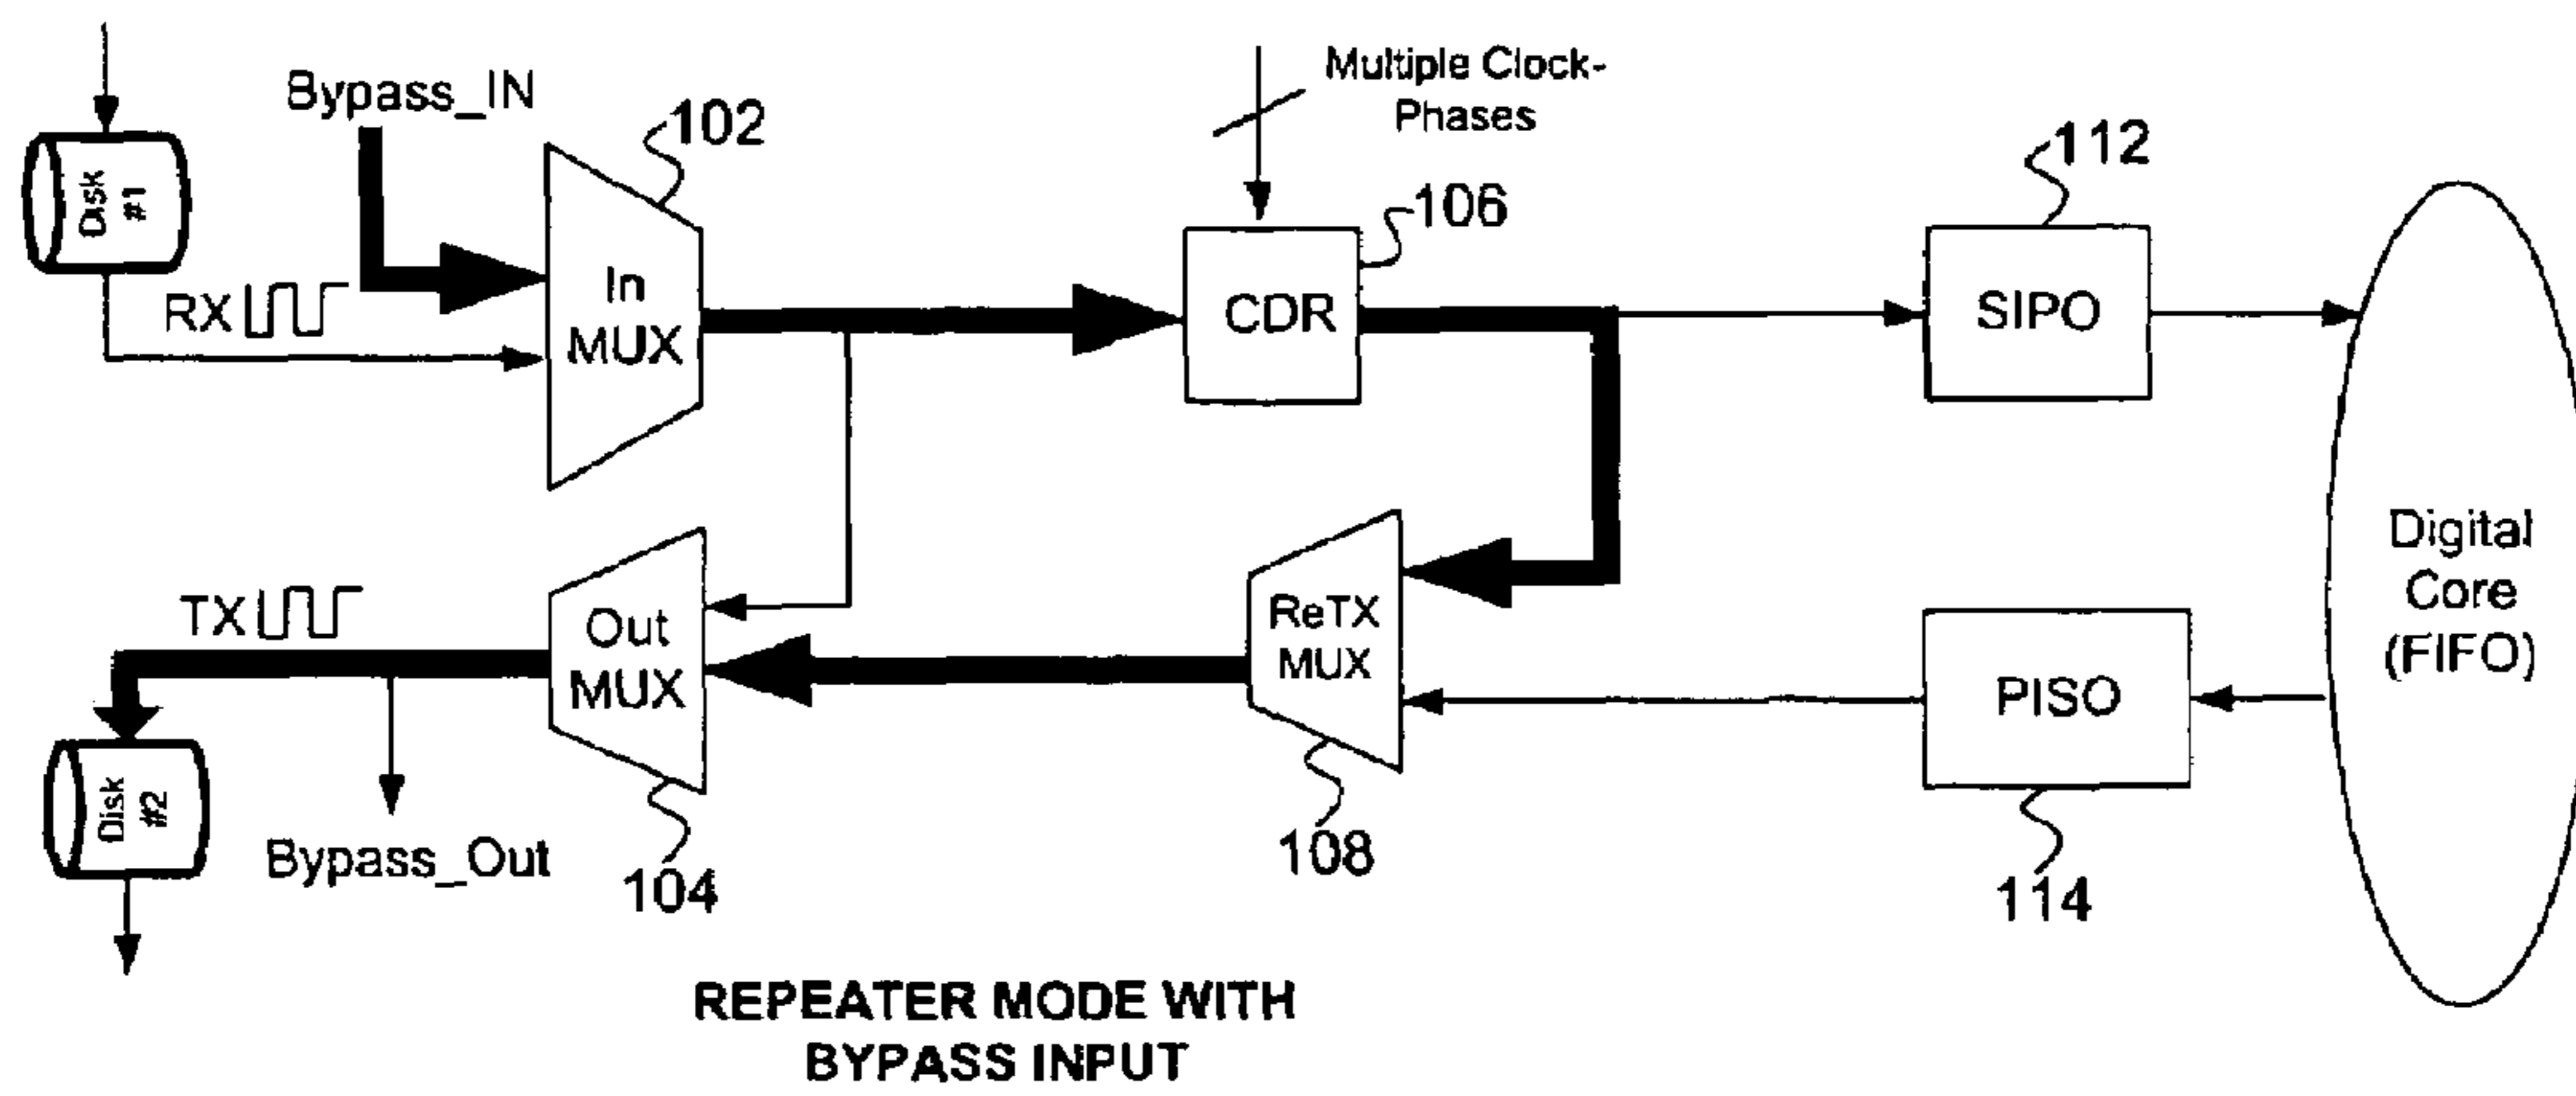 Multiple Clock-
Phases
Bypass_IN
102
112
Disk
#1
106
RX
In
MUX
CDR
SIPO
TX
Out
MUX
ReTX
MUX
PISO
Digital
Core
(FIFO)
Disk
#2
Bypass_Out
104
108
114
REPEATER MODE WITH
BYPASS INPUT